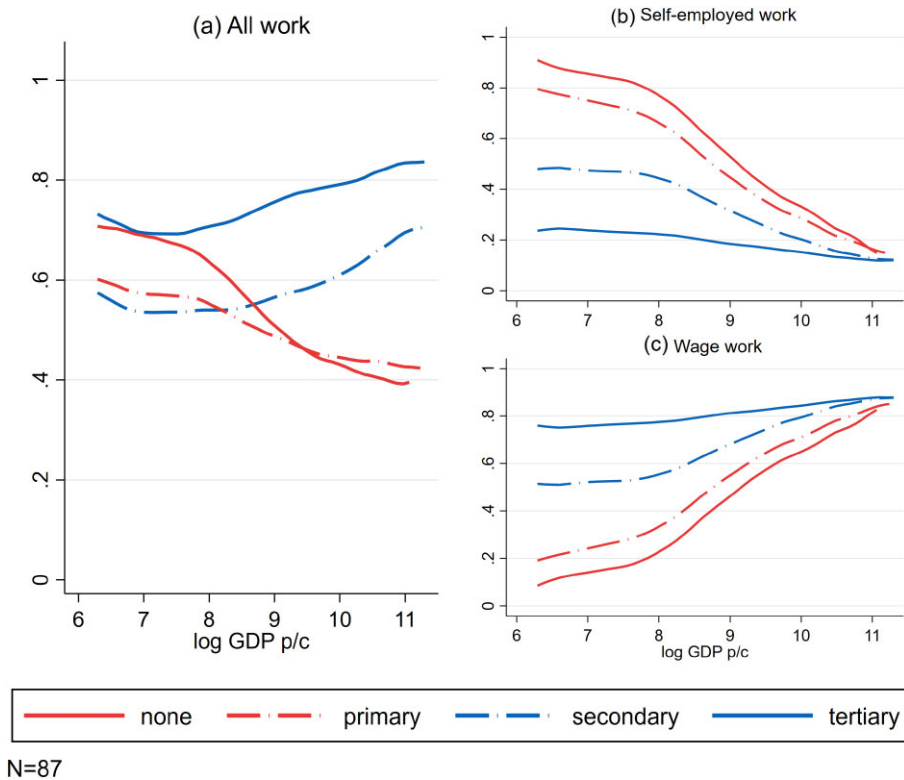 (a) All work
1
.8
.6
.4
.2
0
6 7 8 9 10 11
log GDP p/c
(b) Self-employed work
1
.8
.6
.4
.2
0
6 7 8 9 10 11
(c) Wage work
1
.8
.6
.4
.2
0
6 7 8 9 10 11
log GDP p/c
none primary secondary tertiary
N=87